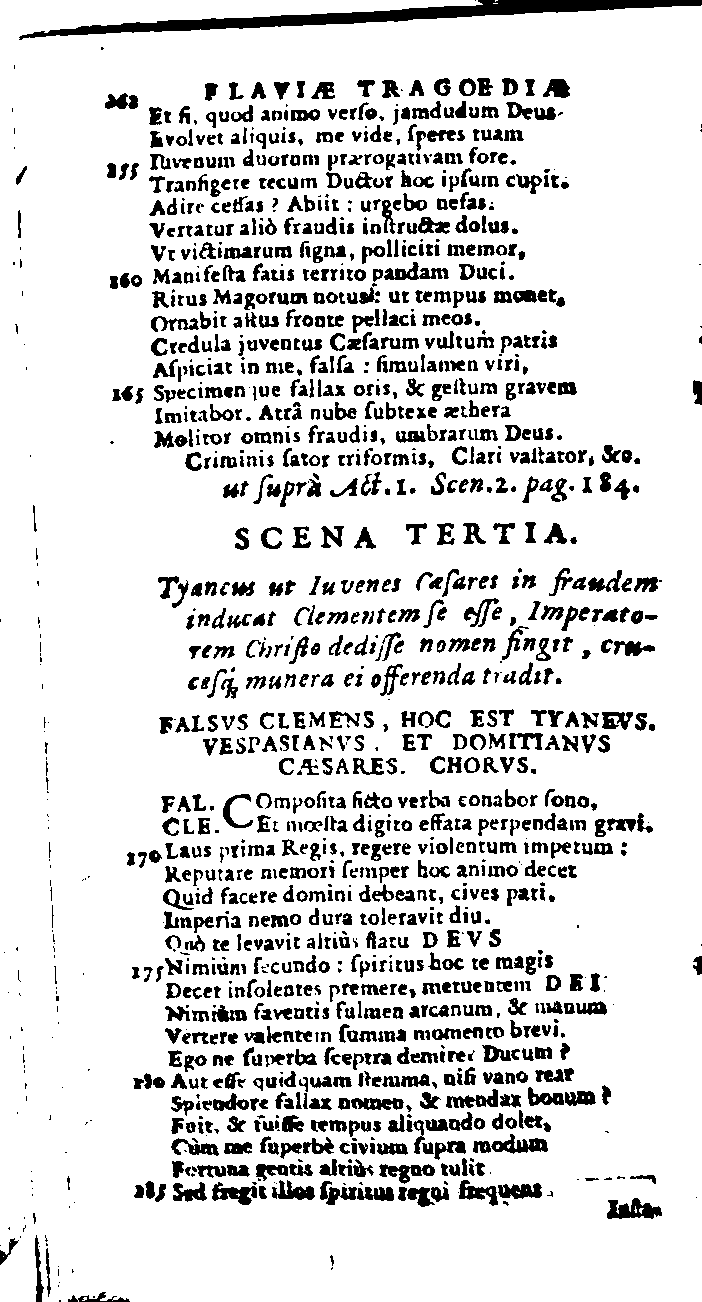 262 FLAVIÆ TRAGOEDIÆ
Et ſi, quod animo verſo, jamdudum Deus
Evolvet aliquis, me vide, ſperes tuam
255 Iuvenum duorum prærogativam fore.
Tranſigere tecum Ductor hoc ipſum cupit.
Adire ceſſas? Abiit: urgebo nefas.
Vertatur aliò fraudis inſtructæ dolus.
Vt victimarum ſigna, polliciti memor,
260 Manifeſta fatis territo pandam Duci.
Ritus Magorum notus: ut tempus monet,
Ornabit aſtus fronte pellaci meos.
Credula juventus Cæſarum vultum patris
Aſpiciat in me, falſa: ſimulamen viri,
265 Specimenque fallax oris, & geſtum gravem
Imitabor. Atrâ nube ſubtexe æthera
Molitor omnis fraudis, umbrarum Deus.
Criminis ſator triformis, Clari vaſtator, &c.
ut ſuprà Act.1. Scen.2. pag. 184.
SCENA TERTIA.
Tyaneus ut Iuvenes Cæſares in fraudem
inducat Clementem ſe eſſe, Imperato-
rem Chriſto dediſſe nomen fingit, cru-
ceſq; munera ei offerenda tradit.
FALSVS CLEMENS, HOC EST TYANEVS.
VESPASIANVS. ET DOMITIANVS
CÆSARES. CHORVS.
FAL. COmpoſita ficto verba conabor ſono,
CLE. Et mœſta digito effata perpendam gravi.
170 Laus prima Regis, regere violentum impetum:
Reputare memori ſemper hoc animo decet
Quid facere domini debeant, cives pati.
Imperia nemo dura toleravit diu.
Quò te levavit altiùs flatu DEVS
175 Nimiùm ſecundo: ſpiritus hoc te magis
Decet inſolentes premere, metuentem DEI
Nimiùm faventis fulmen arcanum, & manum
Vertere valentem ſumma momento brevi.
Ego ne ſuperba ſceptra demirer Ducum?
180 Aut eſſe quidquam ſtemma, niſi vano rear
Splendore fallax nomen, & mendax bonum?
Fuit, & fuiſſe tempus aliquando dolet,
Cùm me ſuperbè civium ſupra modum
Fortuna gentis altiùs regno tulit
185 Sed fregit illos ſpiritus regni frequens
Inſta-